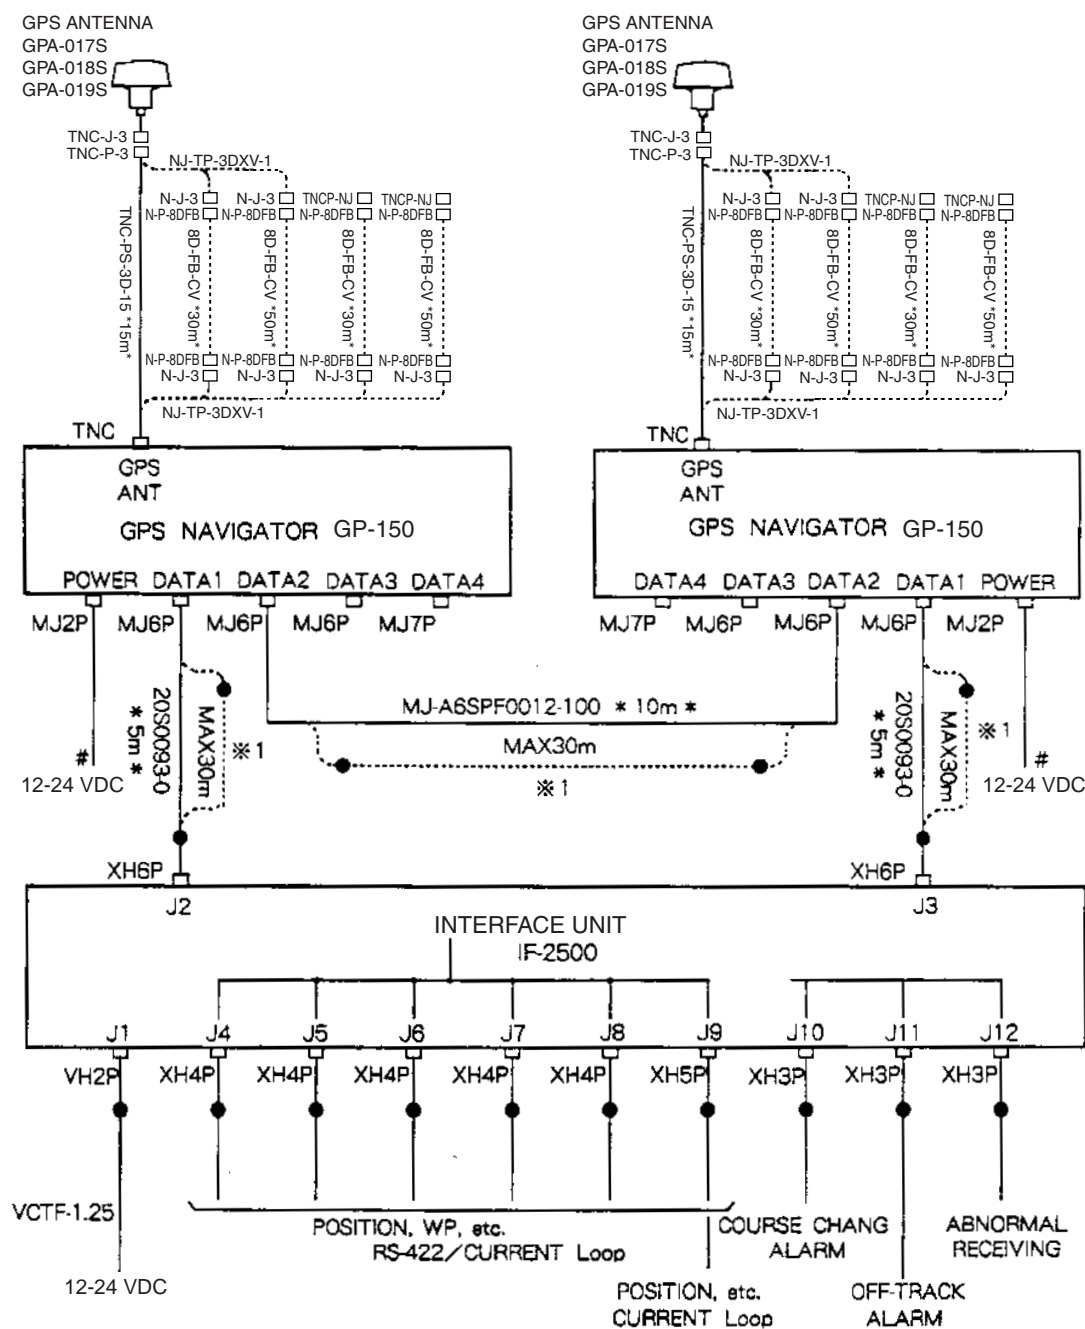 GPS ANTENNA
GPA-017S
GPA-018S
GPA-019S
GPS ANTENNA
GPA-017S
GPA-018S
GPA-019S
TNC-J-3
TNC-P-3
NJ-TP-3DXV-1
TNC-J-3
TNC-P-3
NJ-TP-3DXV-1
N-J-3 N-J-3 TNCP-NJ TNCP-NJ
N-P-8DFB N-P-8DFB N-P-8DFB N-P-8DFB
N-J-3 N-J-3 TNCP-NJ TNCP-NJ
N-P-8DFB N-P-8DFB N-P-8DFB N-P-8DFB
TNC-PS-3D-15 *15m*
8D-FB-CV *30m*
8D-FB-CV *50m*
8D-FB-CV *30m*
8D-FB-CV *50m*
TNC-PS-3D-15 *15m*
8D-FB-CV *30m*
8D-FB-CV *50m*
8D-FB-CV *30m*
8D-FB-CV *50m*
N-P-8DFB N-P-8DFB N-P-8DFB N-P-8DFB
N-J-3 N-J-3 N-J-3 N-J-3
N-P-8DFB N-P-8DFB N-P-8DFB N-P-8DFB
N-J-3 N-J-3 N-J-3 N-J-3
NJ-TP-3DXV-1
NJ-TP-3DXV-1
TNC
TNC
GPS
ANT
GPS NAVIGATOR GP-150
GPS
ANT
GPS NAVIGATOR GP-150
POWER DATA1 DATA2 DATA3 DATA4
DATA4 DATA3 DATA2 DATA1 POWER
MJ2P MJ6P MJ6P MJ6P MJ7P
MJ7P MJ6P MJ6P MJ6P MJ2P
20S0093-0
* 5m *
MAX30m
※1
MJ-A6SPF0012-100 * 10m *
MAX30m
※1
20S0093-0
* 5m *
MAX30m
※1
#
12-24 VDC
#
12-24 VDC
XH6P
XH6P
J2
J3
INTERFACE UNIT
IF-2500
J1 J4 J5 J6 J7 J8 J9 J10 J11 J12
VH2P XH4P XH4P XH4P XH4P XH4P XH5P XH3P XH3P XH3P
VCTF-1.25
12-24 VDC
POSITION, WP, etc.
RS-422/CURRENT Loop
COURSE CHANG
ALARM
ABNORMAL
RECEIVING
POSITION, etc.
CURRENT Loop
OFF-TRACK
ALARM